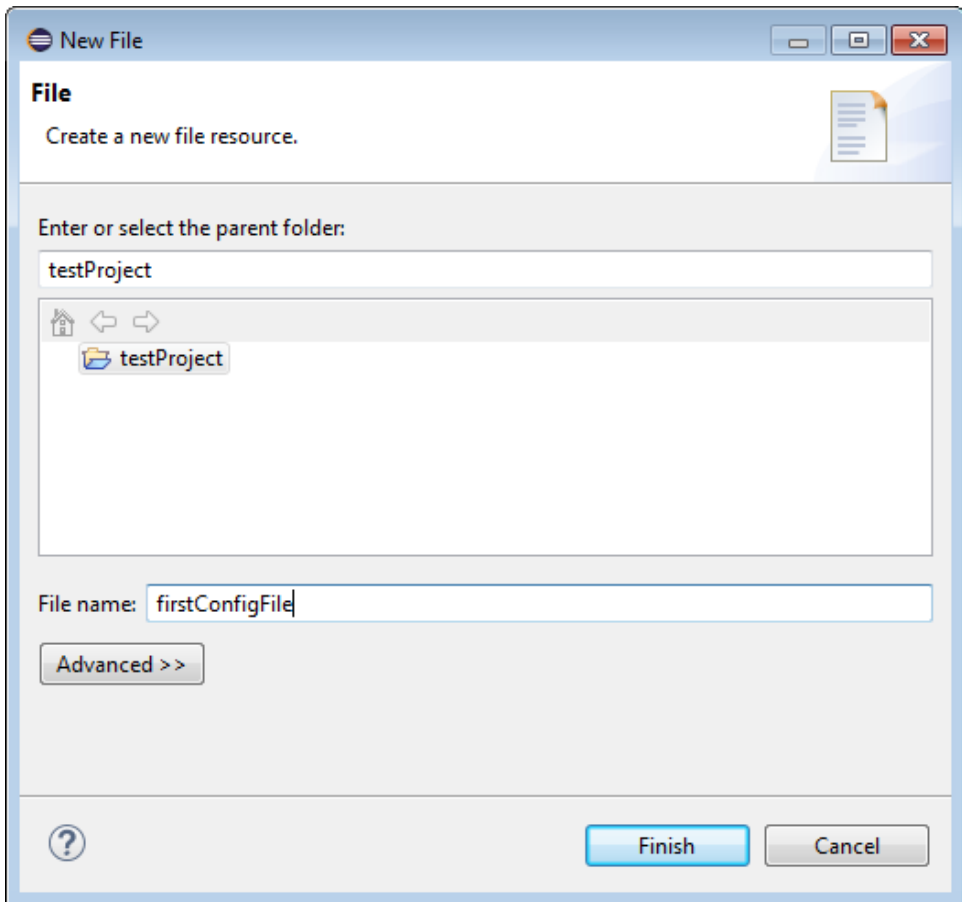 New File
File
Create a new file resource.
Enter or select the parent folder:
testProject
testProject
File name: firstConfigFile
Advanced >>
? Finish Cancel